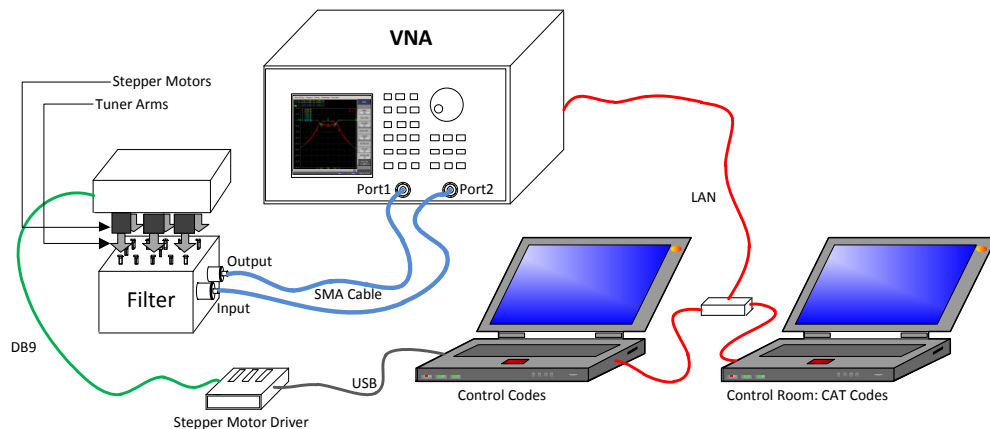 VNA
Stepper Motors
Tuner Arms
Port1
Port2
LAN
Output
SMA Cable
Filter
Input
DB9
USB
Control Codes
Control Room: CAT Codes
Stepper Motor Driver